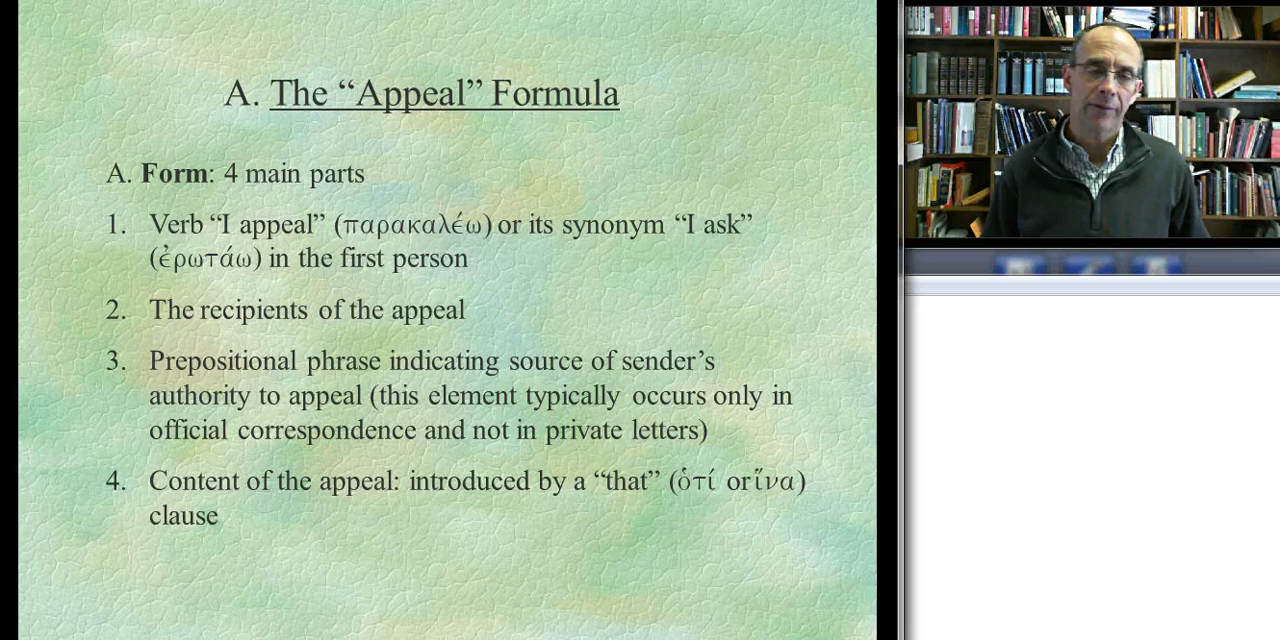 A. The “Appeal” Formula
A. Form: 4 main parts
1. Verb “I appeal” (παρακαλέω) or its synonym “I ask”
(ἐρωτάω) in the first person
2. The recipients of the appeal
3. Prepositional phrase indicating source of sender’s
authority to appeal (this element typically occurs only in
official correspondence and not in private letters)
4. Content of the appeal: introduced by a “that” (ὁτί orἵνα)
clause